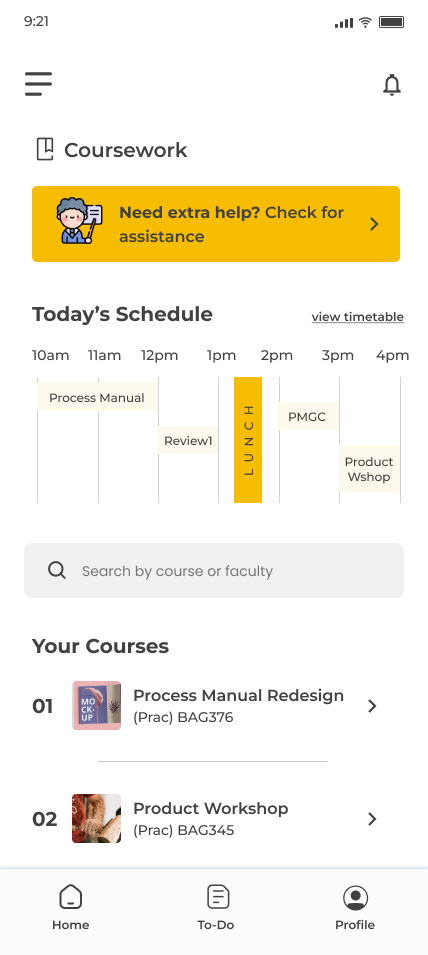 9:21
Coursework
Need extra help? Check for
assistance
Today’s Schedule
view timetable
10am 11am 12pm 1pm 2pm 3pm 4pm
Process Manual
Review1
LUNCH
PMGC
Product
Wshop
Search by course or faculty
Your Courses
01
MO
CK-
UP
Process Manual Redesign
(Prac) BAG376
02
Product Workshop
(Prac) BAG345
Home To-Do Profile